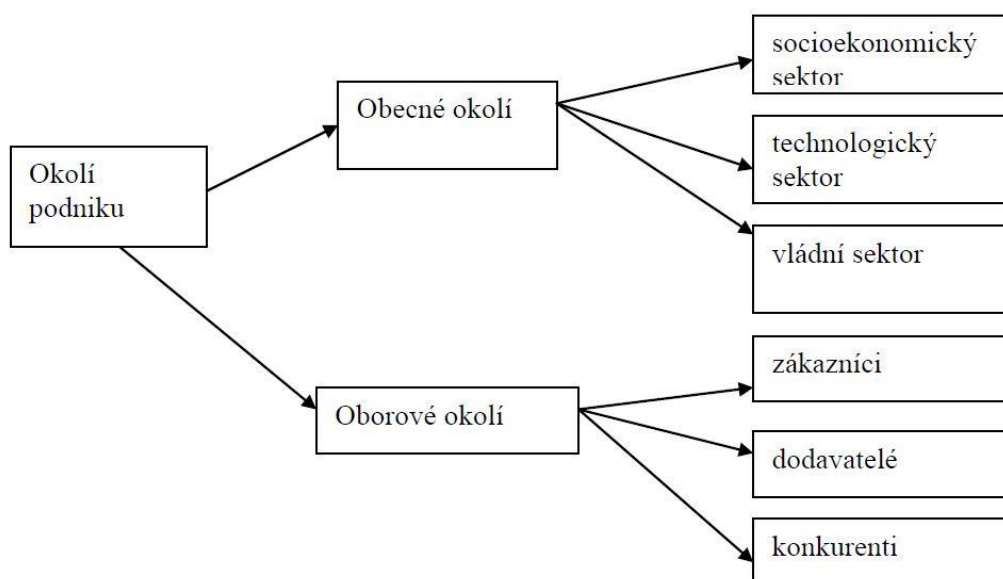 Okolí
podniku
Obecné okolí
socioekonomický
sektor
technologický
sektor
vládní sektor
Oborové okolí
zákazníci
dodavatelé
konkurenti